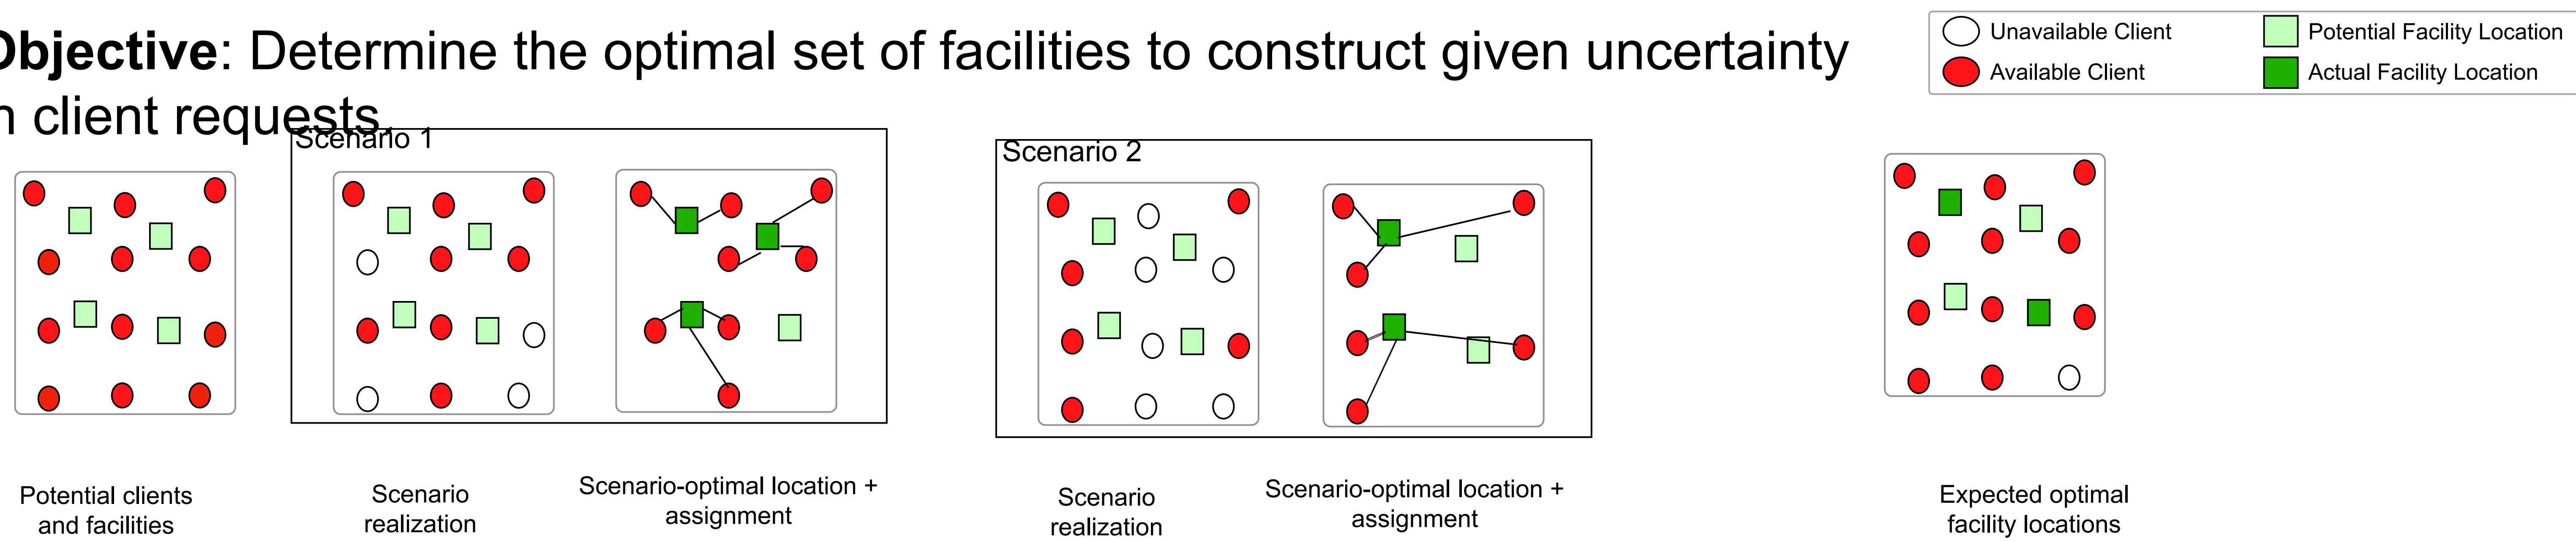 Objective: Determine the optimal set of facilities to construct given uncertainty
n client requests.
Unavailable Client
Potential Facility Location
Available Client
Actual Facility Location
Scenario 1
Scenario 2
Potential clients
and facilities
Scenario
realization
Scenario-optimal location +
assignment
Scenario
realization
Scenario-optimal location +
assignment
Expected optimal
facility locations